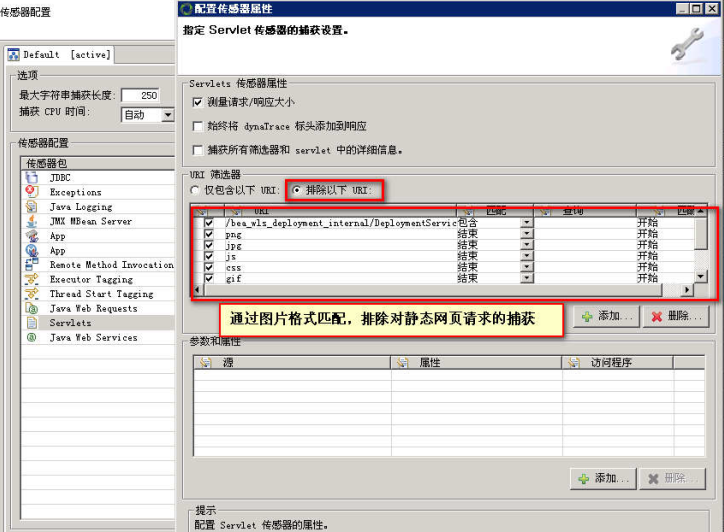 传感器配置
Default [active]
选项
最大字符串捕获长度: 250
捕获 CPU 时间: 自动
传感器配置
传感器包
JDBC
Exceptions
Java Logging
JMX MBean Server
App
App
Remote Method Invocation
Executor Tagging
Thread Start Tagging
Java Web Requests
Servlets
Java Web Services
配置传感器属性
指定 Servlet 传感器的捕获设置。
Servlets 传感器属性
测量请求/响应大小
始终将 dynaTrace 标头添加到响应
捕获所有筛选器和 servlet 中的详细信息。
URI 筛选器
仅包含以下 URI: 排除以下 URI:
URI 匹配 查询 匹配
/bea_wls_deployment_internal/DeploymentServic 包含 开始
png 结束 开始
jpg 结束 开始
js 结束 开始
css 结束 开始
gif 结束 开始
通过图片格式匹配，排除对静态网页请求的捕获
添加... 删除...
参数和属性
源 属性 访问程序
添加... 删除...
提示
配置 Servlet 传感器的属性。